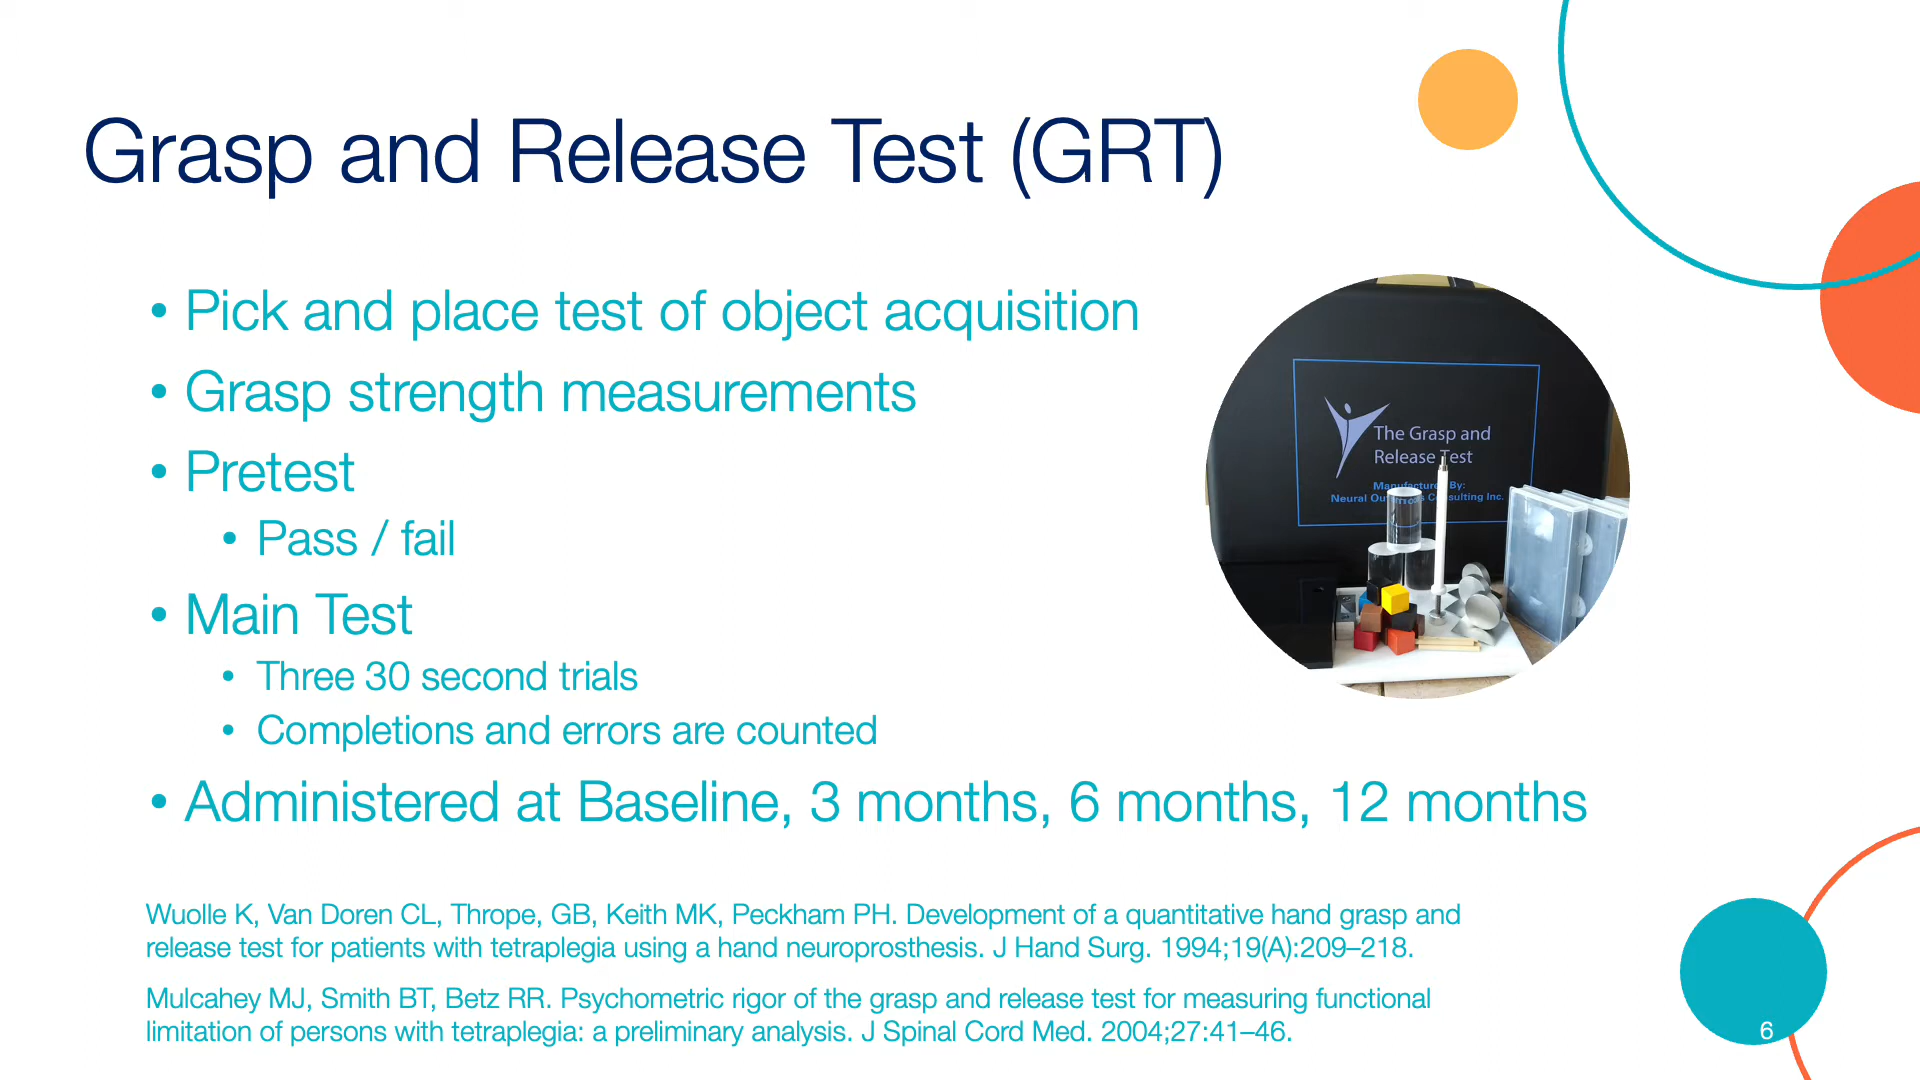 Grasp and Release Test (GRT)
• Pick and place test of object acquisition
• Grasp strength measurements
• Pretest
• Pass / fail
• Main Test
• Three 30 second trials
• Completions and errors are counted
• Administered at Baseline, 3 months, 6 months, 12 months
The Grasp and
Release Test
Manufactured By:
Neural Outcomes Consulting Inc.
Wuolle K, Van Doren CL, Thrope, GB, Keith MK, Peckham PH. Development of a quantitative hand grasp and
release test for patients with tetraplegia using a hand neuroprosthesis. J Hand Surg. 1994;19(A):209–218.
Mulcahey MJ, Smith BT, Betz RR. Psychometric rigor of the grasp and release test for measuring functional
limitation of persons with tetraplegia: a preliminary analysis. J Spinal Cord Med. 2004;27:41–46.
6